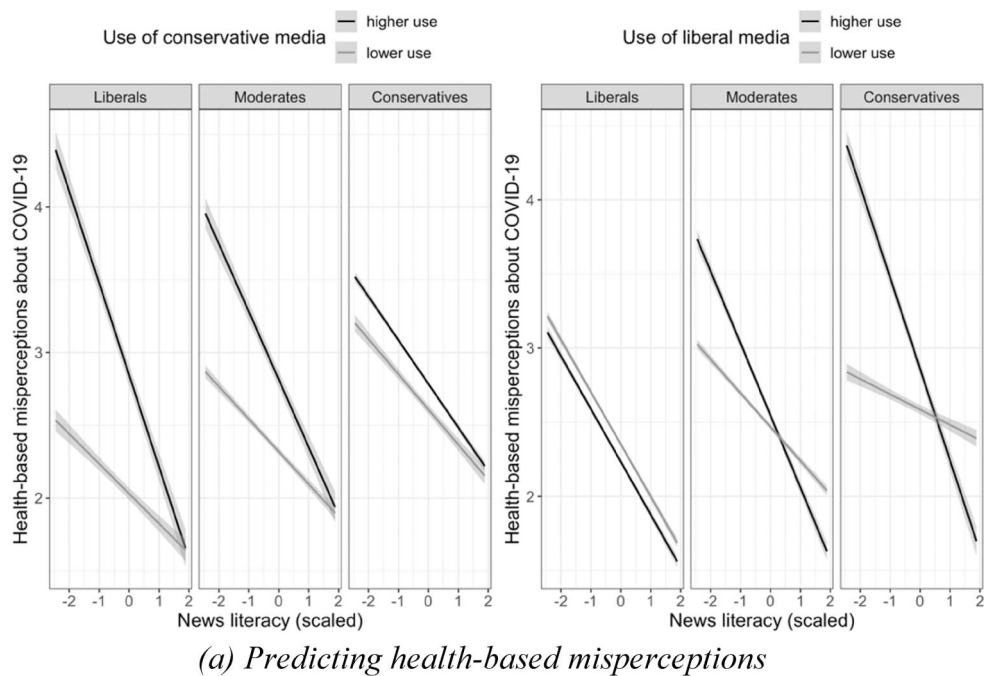 Use of conservative media
higher use
lower use
Liberals
Moderates
Conservatives
Health-based misperceptions about COVID-19
4
3
2
-2 -1 0 1 2
-2 -1 0 1 2
-2 -1 0 1 2
News literacy (scaled)
Use of liberal media
higher use
lower use
Liberals
Moderates
Conservatives
Health-based misperceptions about COVID-19
4
3
2
-2 -1 0 1 2
-2 -1 0 1 2
-2 -1 0 1 2
News literacy (scaled)
(a) Predicting health-based misperceptions